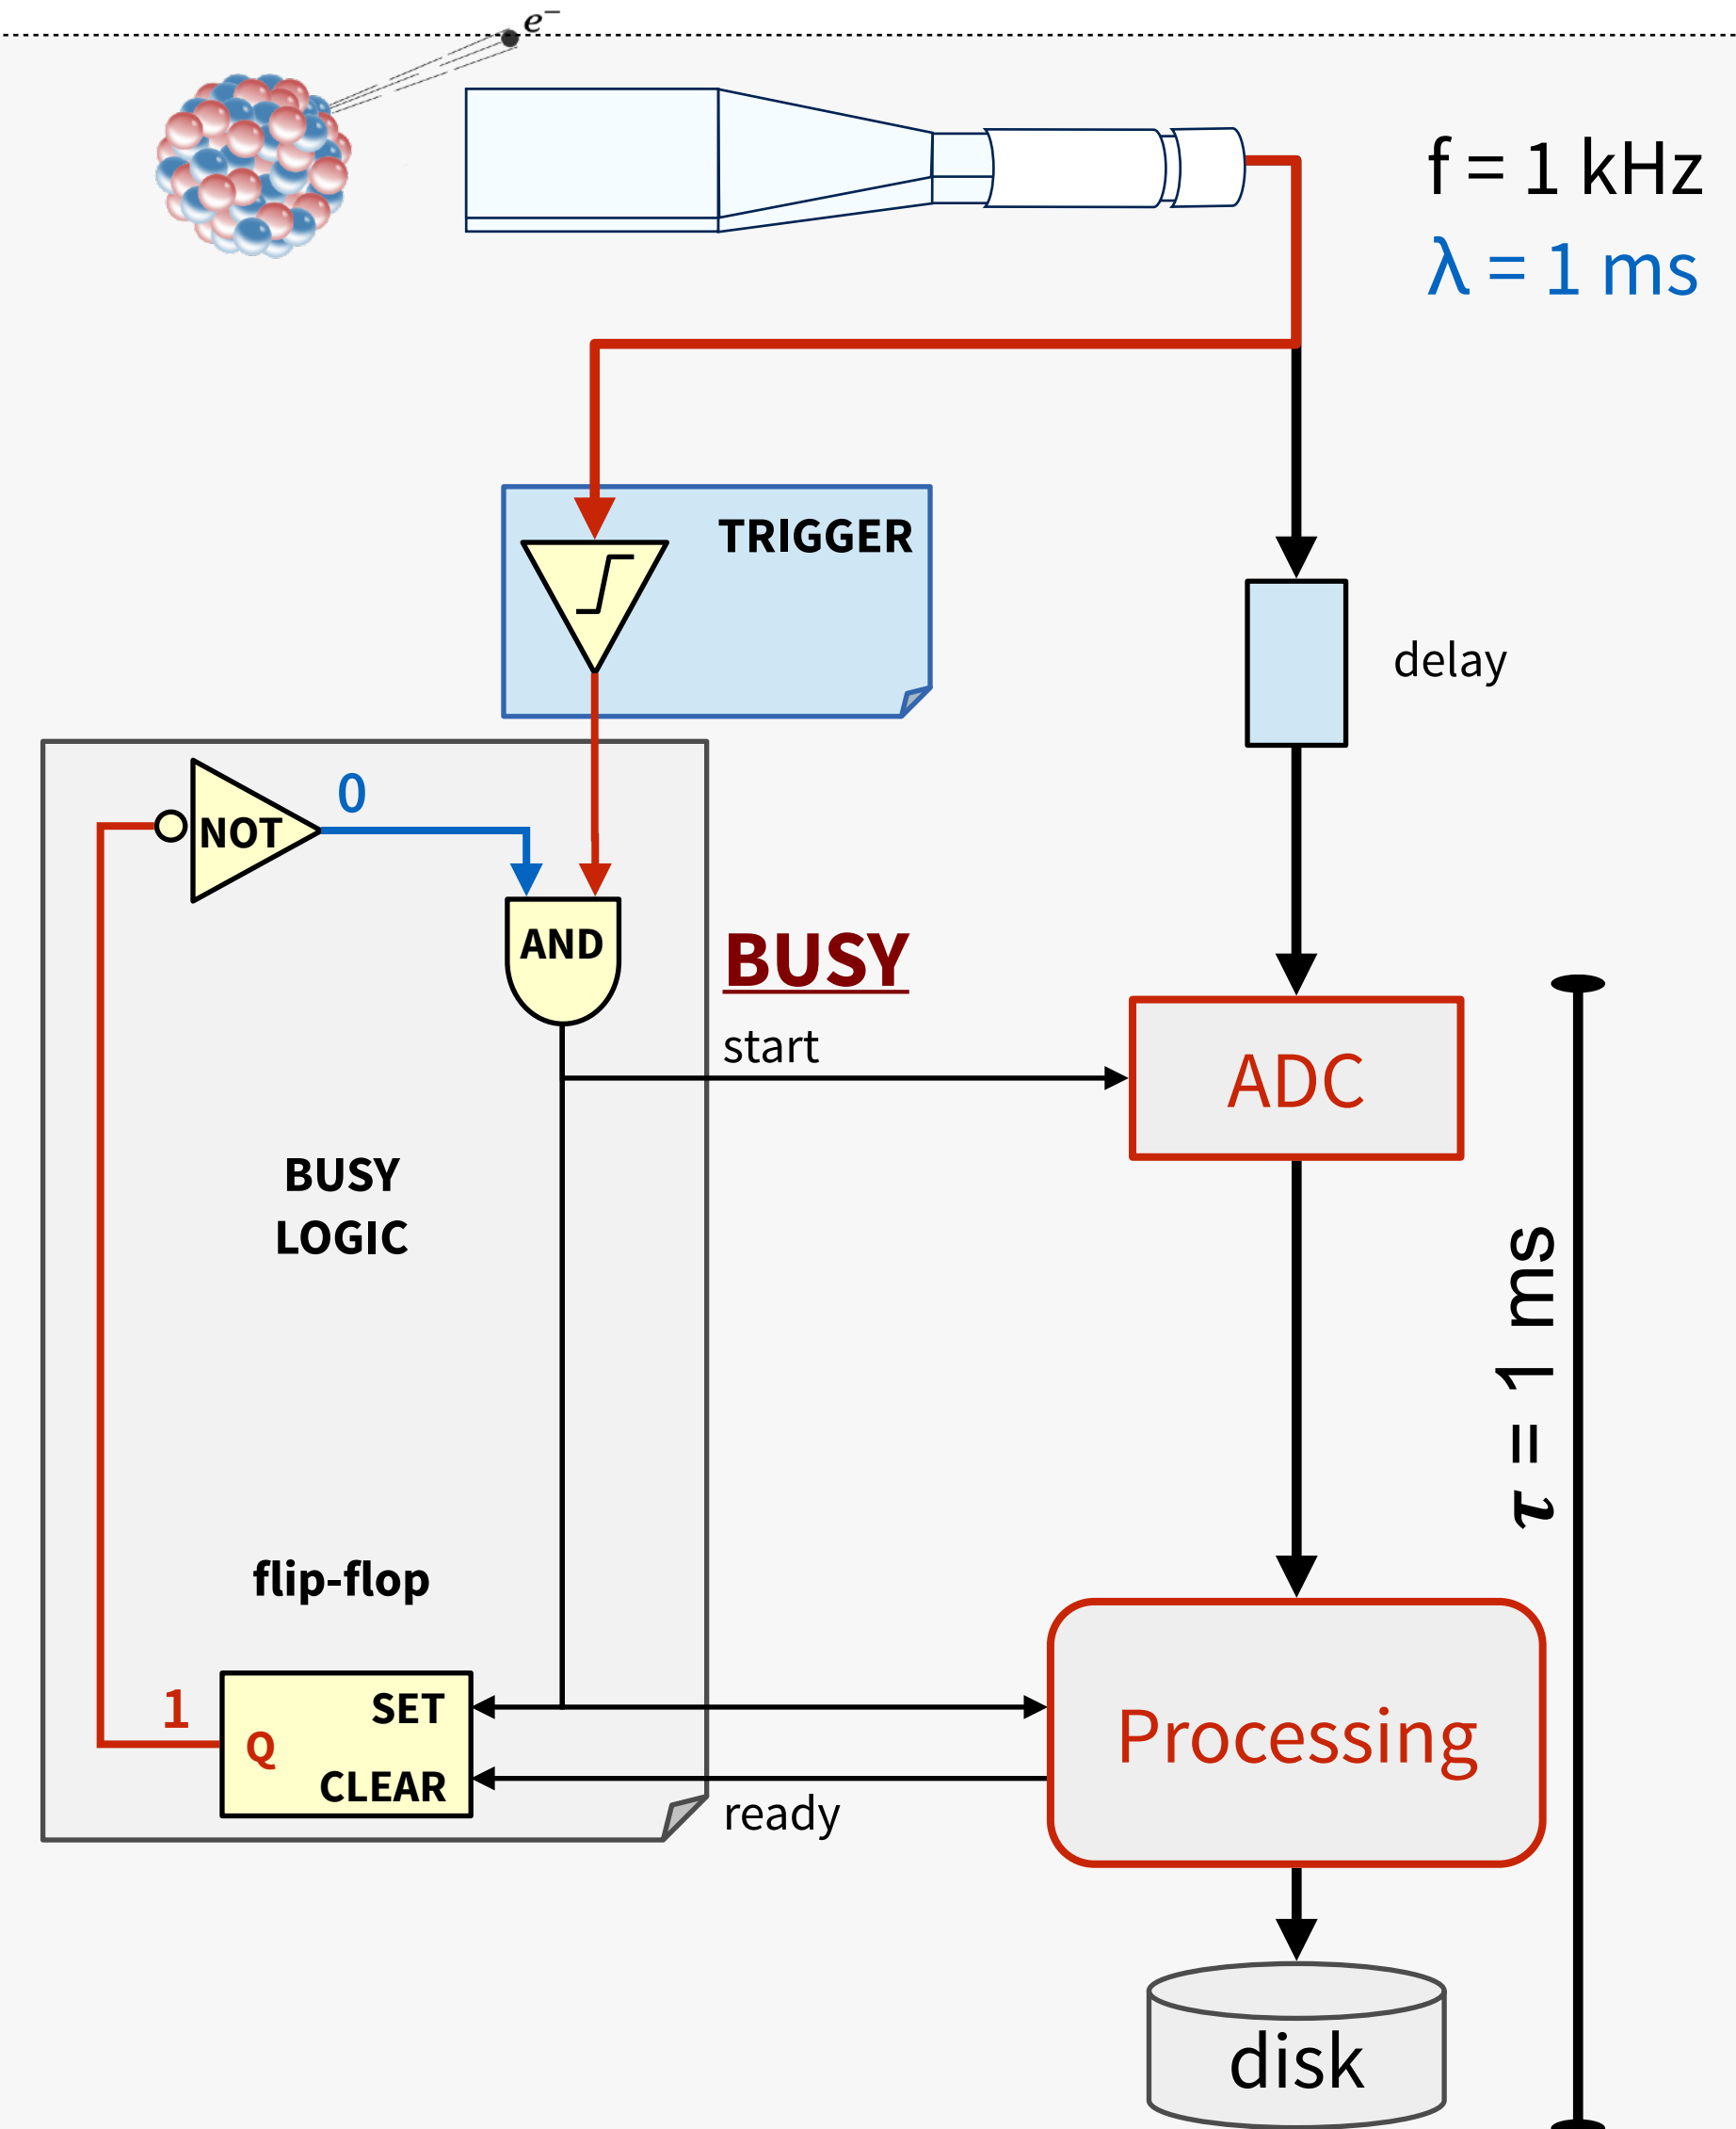 e⁻
f = 1 kHz
λ = 1 ms
TRIGGER
delay
NOT
0
AND
BUSY
start
ADC
BUSY
LOGIC
τ = 1 ms
flip-flop
1
Q
SET
CLEAR
ready
Processing
disk